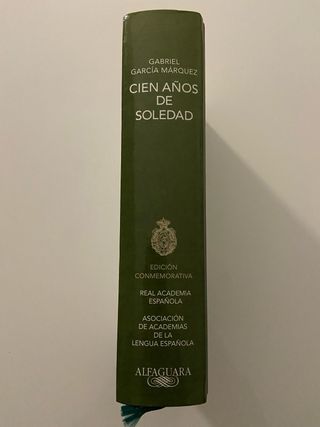 GABRIEL
GARCÍA MÁRQUEZ
CIEN AÑOS
DE
SOLEDAD
EDICIÓN
CONMEMORATIVA
REAL ACADEMIA
ESPAÑOLA
ASOCIACIÓN
DE ACADEMIAS
DE LA
LENGUA ESPAÑOLA
ALFAGUARA